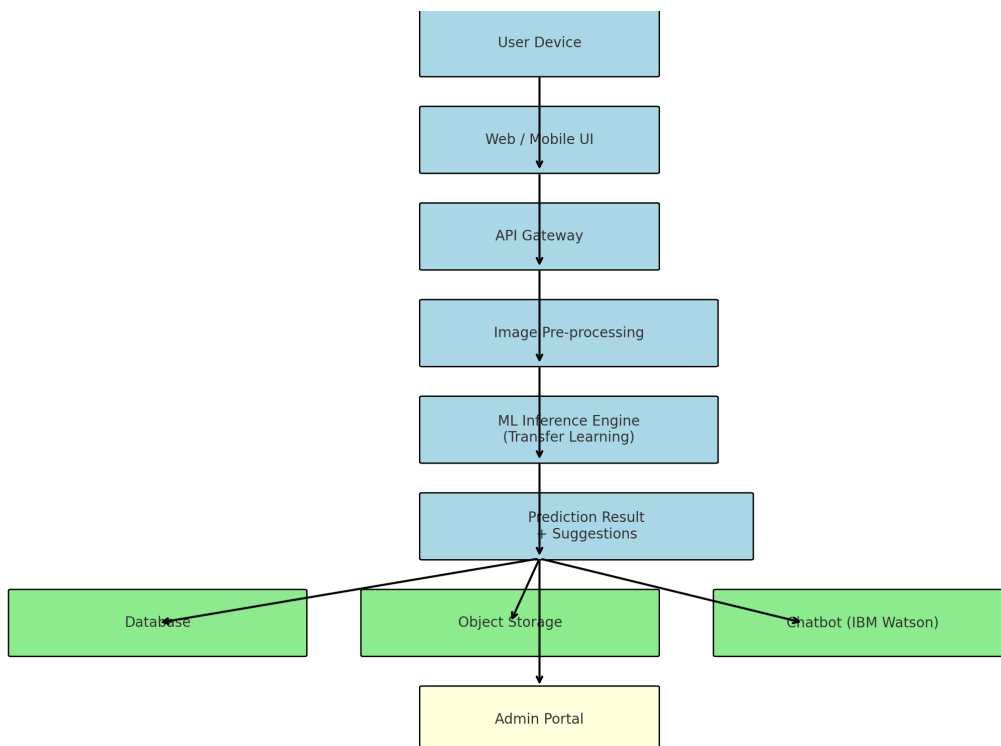 User Device
Web / Mobile UI
API Gateway
Image Pre-processing
ML Inference Engine
(Transfer Learning)
Prediction Result
+ Suggestions
Database
Object Storage
Chatbot (IBM Watson)
Admin Portal